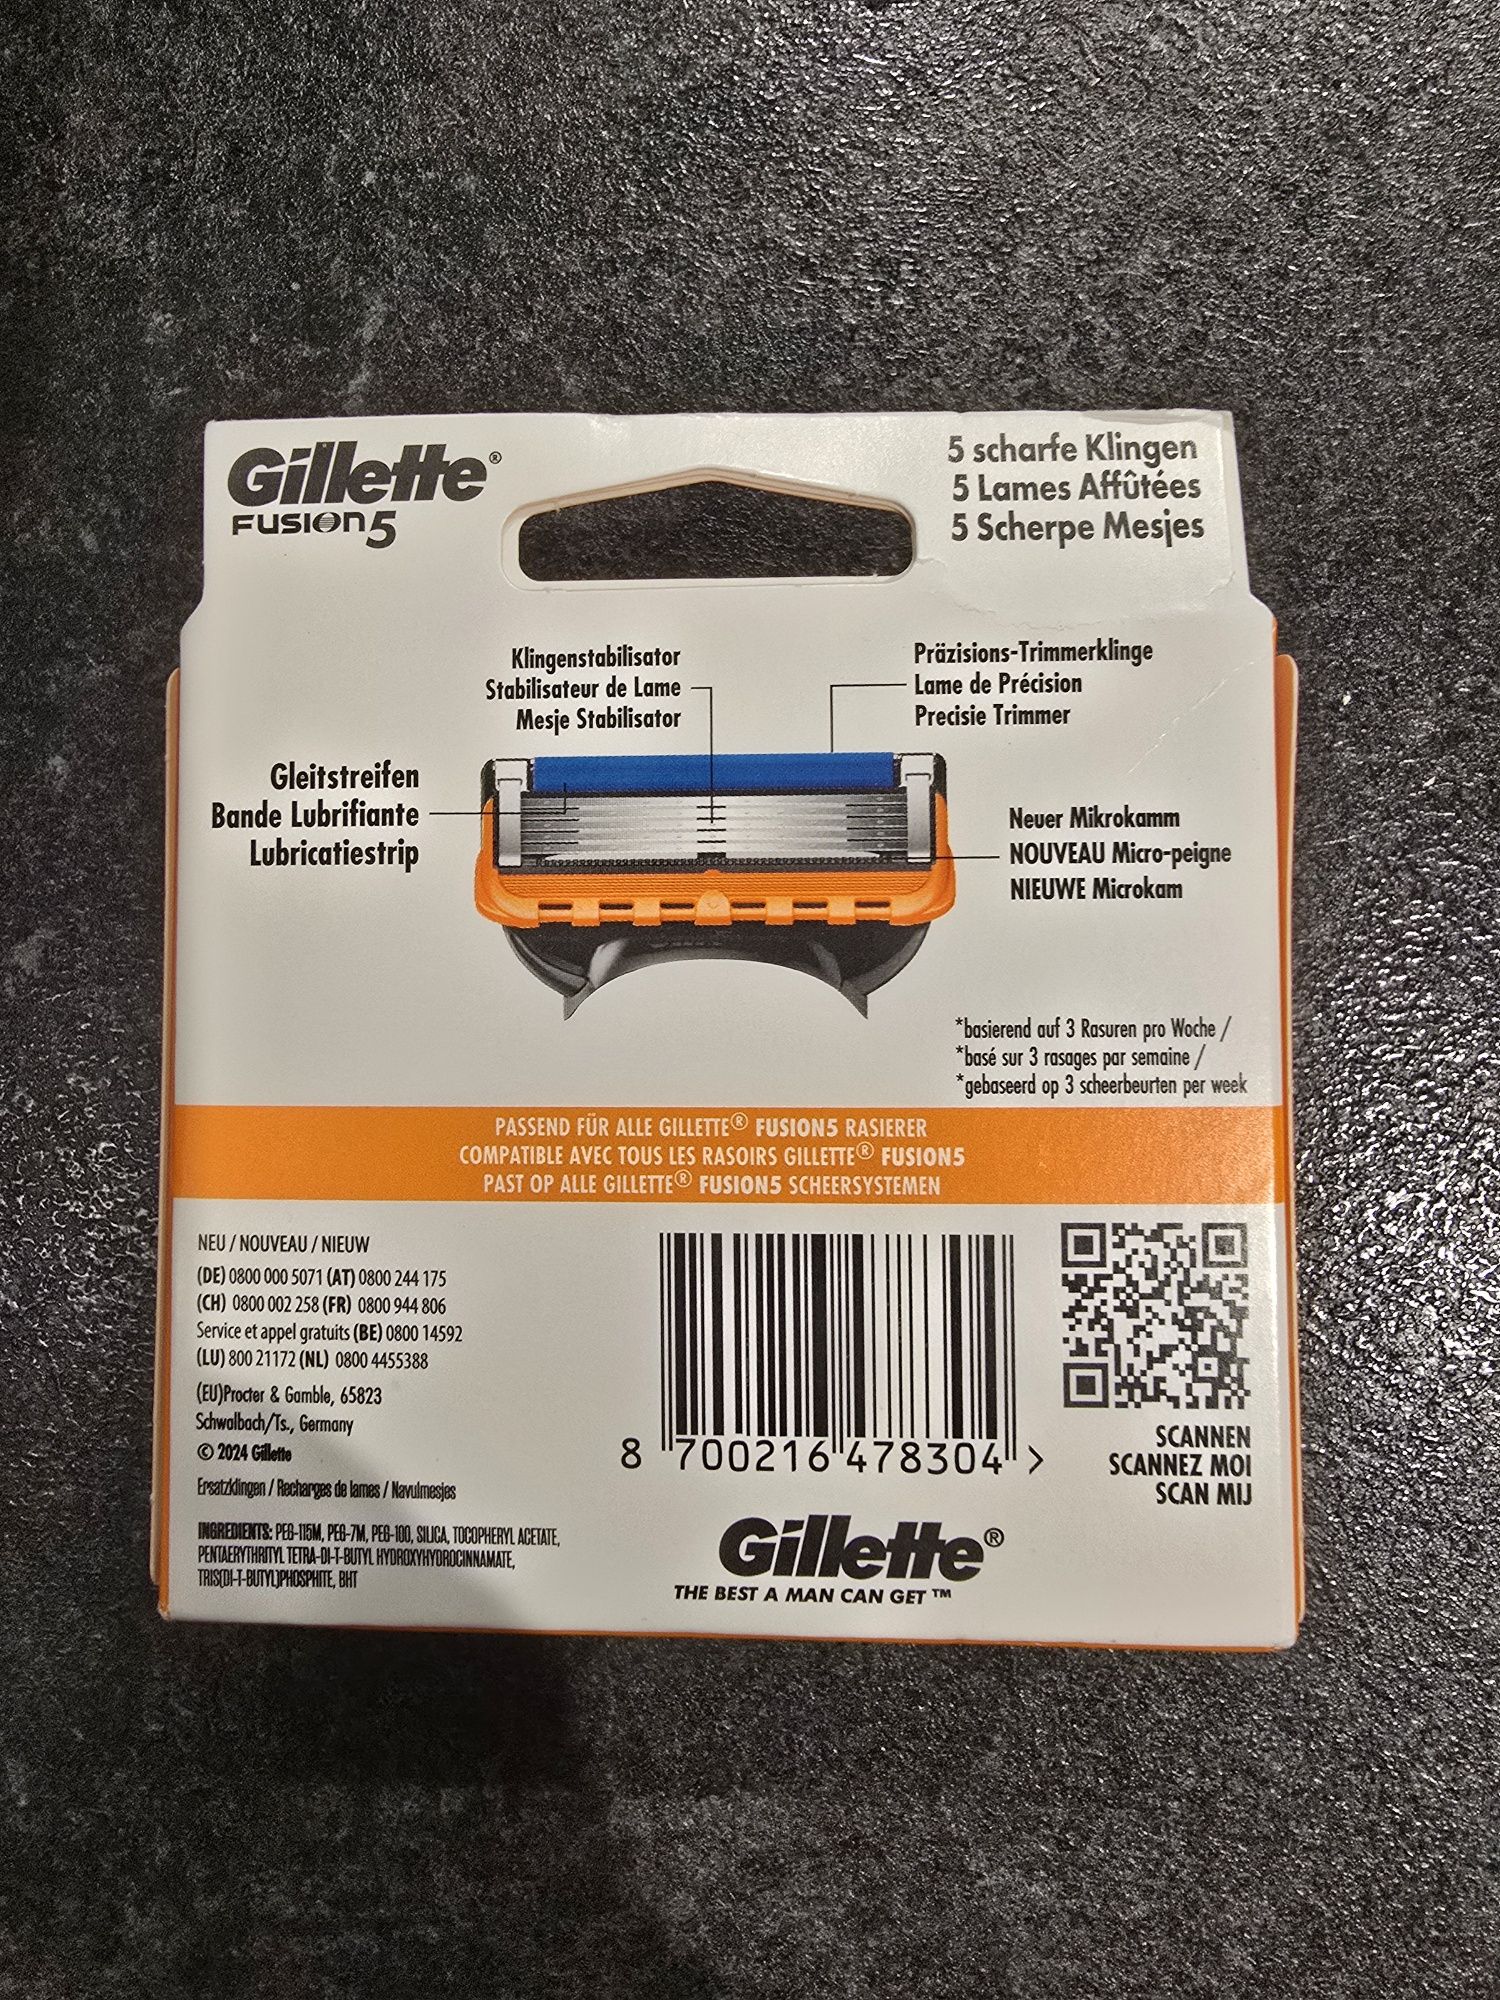 Gillette®
FUSION5
5 scharfe Klingen
5 Lames Affûtées
5 Scherpe Mesjes
Klingenstabilisator
Stabilisateur de Lame
Mesje Stabilisator
Präzisions-Trimmerklinge
Lame de Précision
Precisie Trimmer
Gleitstreifen
Bande Lubrifiante
Lubricatiestrip
Neuer Mikrokamm
NOUVEAU Micro-peigne
NIEUWE Microkam
*basierend auf 3 Rasuren pro Woche /
*basé sur 3 rasages par semaine /
*gebaseerd op 3 scheerbeurten per week
PASSEND FÜR ALLE GILLETTE® FUSION5 RASIERER
COMPATIBLE AVEC TOUS LES RASOIRS GILLETTE® FUSION5
PAST OP ALLE GILLETTE® FUSION5 SCHEERSYSTEMEN
NEU / NOUVEAU / NIEUW
(DE) 0800 000 5071 (AT) 0800 244 175
(CH) 0800 002 258 (FR) 0800 944 806
Service et appel gratuits (BE) 0800 14592
(LU) 800 21172 (NL) 0800 4455388
(EU)Procter & Gamble, 65823
Schwalbach/Ts., Germany
© 2024 Gillette
Ersatzklingen / Recharges de lames / Navulmesjes
INGREDIENTS: PEG-115M, PEG-7M, PEG-100, SILICA, TOCOPHERYL ACETATE,
PENTAERYTHRITYL TETRA-DI-T-BUTYL HYDROXYHYDROCINNAMATE,
TRIS(DI-T-BUTYL)PHOSPHITE, BHT
8 700216 478304 >
SCANNEN
SCANNEZ MOI
SCAN MIJ
Gillette®
THE BEST A MAN CAN GET ™